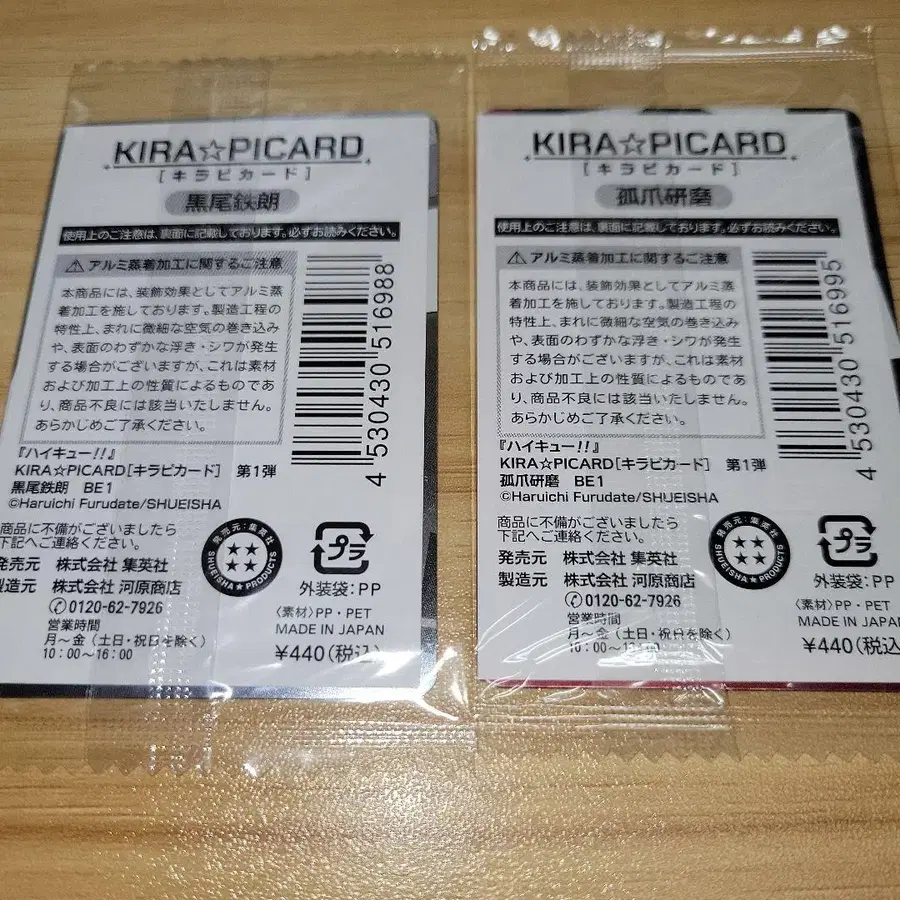 KIRA☆PICARD
[キラピカード]
黒尾鉄朗
使用上のご注意は、裏面に記載しております。必ずお読みください。
⚠ アルミ蒸着加工に関するご注意
本商品には、装飾効果としてアルミ蒸
着加工を施しております。製造工程の
特性上、まれに微細な空気の巻き込み
や、表面のわずかな浮き・シワが発生
する場合がございますが、これは素材
および加工上の性質によるものであ
り、商品不良には該当いたしません。
あらかじめご了承ください。
4 530430 516988
『ハイキュー!!』
KIRA☆PICARD[キラピカード] 第1弾
黒尾鉄朗 BE1
©Haruichi Furudate/SHUEISHA
商品に不備がございましたら
下記へご連絡ください。
発売元 株式会社 集英社
製造元 株式会社 河原商店
0120-62-7926
営業時間
月~金(土日・祝日を除く)
10:00~16:00
発売元:集英社
SHUEISHA★PRODUCTS
プラ
外装袋:PP
〈素材〉PP・PET
MADE IN JAPAN
¥440(税込)
KIRA☆PICARD
[キラピカード]
孤爪研磨
使用上のご注意は、裏面に記載しております。必ずお読みください。
⚠ アルミ蒸着加工に関するご注意
本商品には、装飾効果としてアルミ蒸
着加工を施しております。製造工程の
特性上、まれに微細な空気の巻き込み
や、表面のわずかな浮き・シワが発生
する場合がございますが、これは素材
および加工上の性質によるものであ
り、商品不良には該当いたしません。
あらかじめご了承ください。
4 530430 516995
『ハイキュー!!』
KIRA☆PICARD[キラピカード] 第1弾
孤爪研磨 BE1
©Haruichi Furudate/SHUEISHA
商品に不備がございましたら
下記へご連絡ください。
発売元 株式会社 集英社
製造元 株式会社 河原商店
0120-62-7926
営業時間
月~金(土日・祝日を除く)
発売元:集英社
SHUEISHA★PRODUCTS
プラ
外装袋:PP
〈素材〉PP・PET
MADE IN JAPAN
¥440(税込